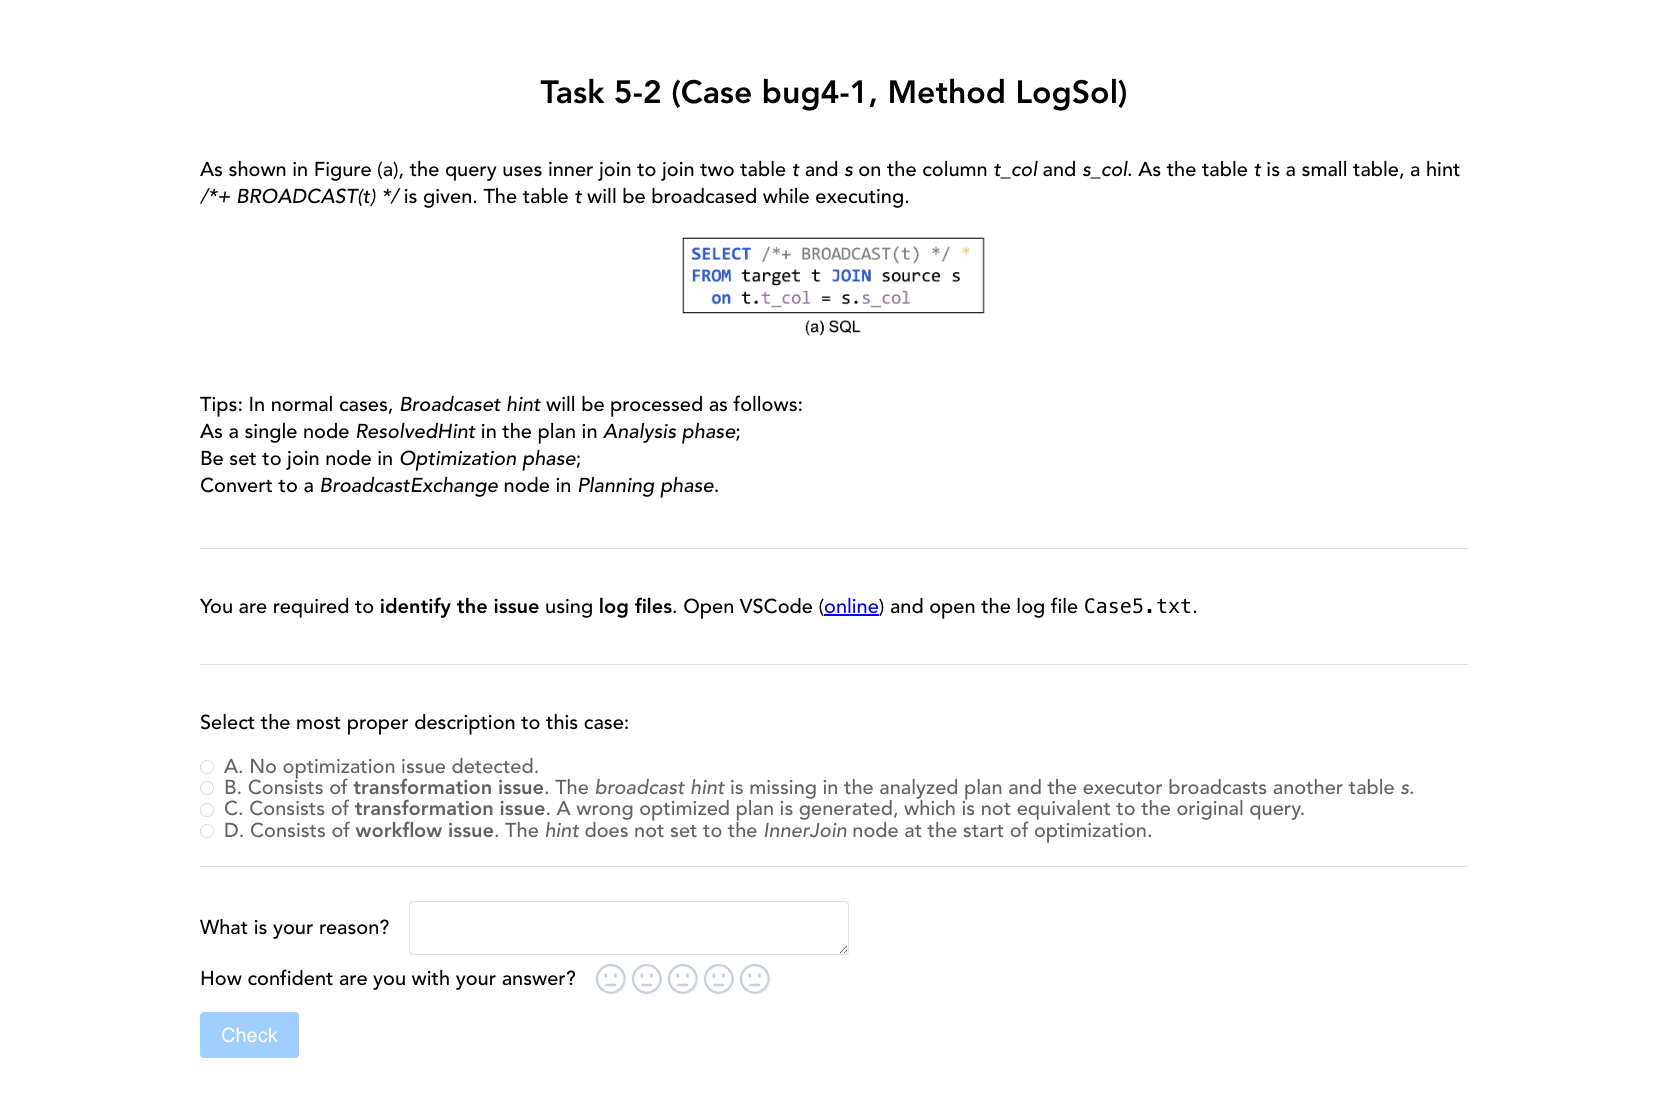 Task 5-2 (Case bug4-1, Method LogSol)
As shown in Figure (a), the query uses inner join to join two table t and s on the column t_col and s_col. As the table t is a small table, a hint
/*+ BROADCAST(t) */ is given. The table t will be broadcased while executing.
SELECT /*+ BROADCAST(t) */ *
FROM target t JOIN source s
on t.t_col = s.s_col
(a) SQL
Tips: In normal cases, Broadcaset hint will be processed as follows:
As a single node ResolvedHint in the plan in Analysis phase;
Be set to join node in Optimization phase;
Convert to a BroadcastExchange node in Planning phase.
You are required to identify the issue using log files. Open VSCode (online) and open the log file Case5.txt.
Select the most proper description to this case:
A. No optimization issue detected.
B. Consists of transformation issue. The broadcast hint is missing in the analyzed plan and the executor broadcasts another table s.
C. Consists of transformation issue. A wrong optimized plan is generated, which is not equivalent to the original query.
D. Consists of workflow issue. The hint does not set to the InnerJoin node at the start of optimization.
What is your reason?
How confident are you with your answer?
Check